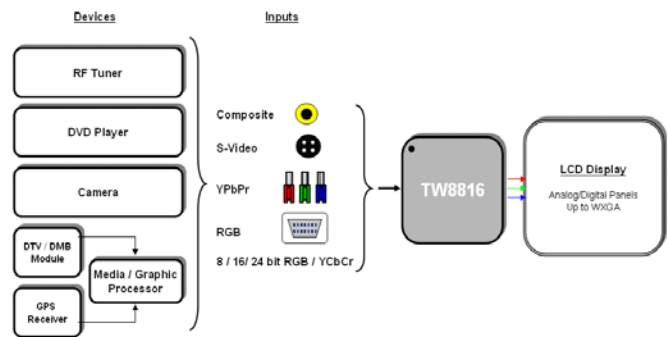 Devices
Inputs
RF Tuner
DVD Player
Camera
DTV / DMB
Module
Media / Graphic
Processor
GPS
Receiver
Composite
S-Video
YPbPr
RGB
8 / 16/ 24 bit RGB / YCbCr
TW8816
LCD Display
Analog/Digital Panels
Up to WXGA